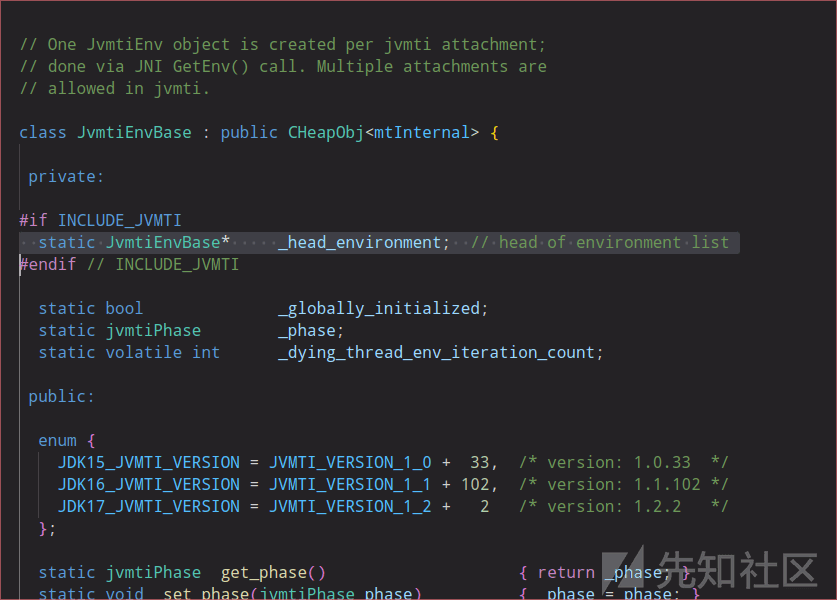 // One JvmtiEnv object is created per jvmti attachment;
// done via JNI GetEnv() call. Multiple attachments are
// allowed in jvmti.
class JvmtiEnvBase : public CHeapObj<mtInternal> {
private:
#if INCLUDE_JVMTI
static JvmtiEnvBase* _head_environment; // head of environment list
#endif // INCLUDE_JVMTI
static bool _globally_initialized;
static jvmtiPhase _phase;
static volatile int _dying_thread_env_iteration_count;
public:
enum {
JDK15_JVMTI_VERSION = JVMTI_VERSION_1_0 + 33, /* version: 1.0.33 */
JDK16_JVMTI_VERSION = JVMTI_VERSION_1_1 + 102, /* version: 1.1.102 */
JDK17_JVMTI_VERSION = JVMTI_VERSION_1_2 + 2 /* version: 1.2.2 */
};
static jvmtiPhase get_phase() { return _phase; }
static void set_phase(jvmtiPhase phase) { _phase = phase; }
先知社区